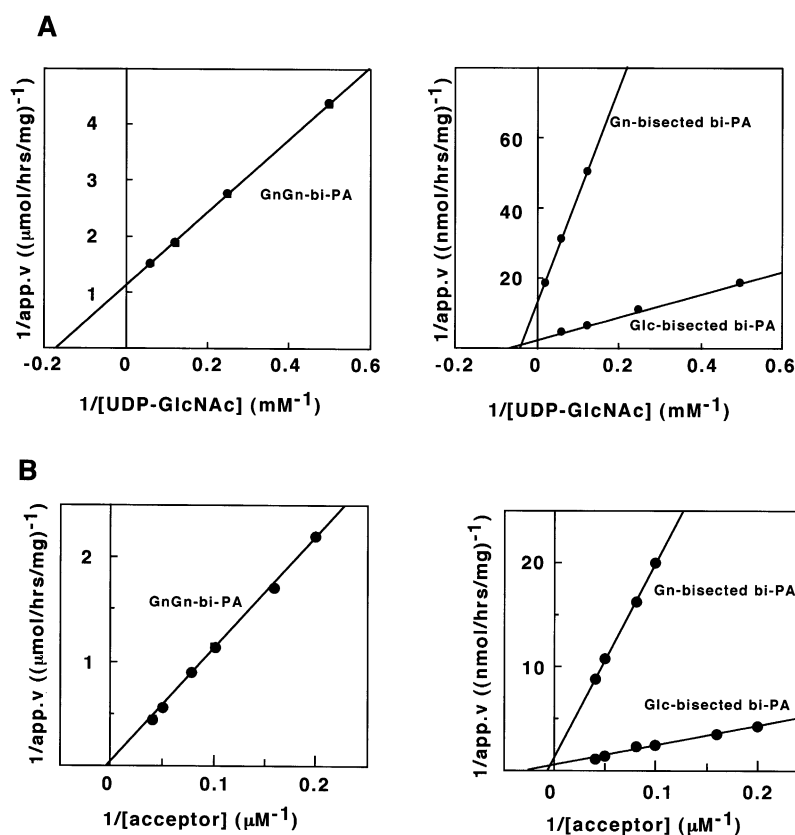 A
1/app.v ((μmol/hrs/mg)-1
4
3
2
1
GnGn-bi-PA
-0.2 0 0.2 0.4 0.6
1/[UDP-GlcNAc] (mM-1)
1/app.v ((nmol/hrs/mg)-1
60
40
20
Gn-bisected bi-PA
Glc-bisected bi-PA
-0.2 0 0.2 0.4 0.6
1/[UDP-GlcNAc] (mM-1)
B
1/app.v ((μmol/hrs/mg)-1
2
1
GnGn-bi-PA
0 0.1 0.2
1/[acceptor] (μM-1)
1/app.v ((nmol/hrs/mg)-1
20
10
Gn-bisected bi-PA
Glc-bisected bi-PA
0 0.1 0.2
1/[acceptor] (μM-1)